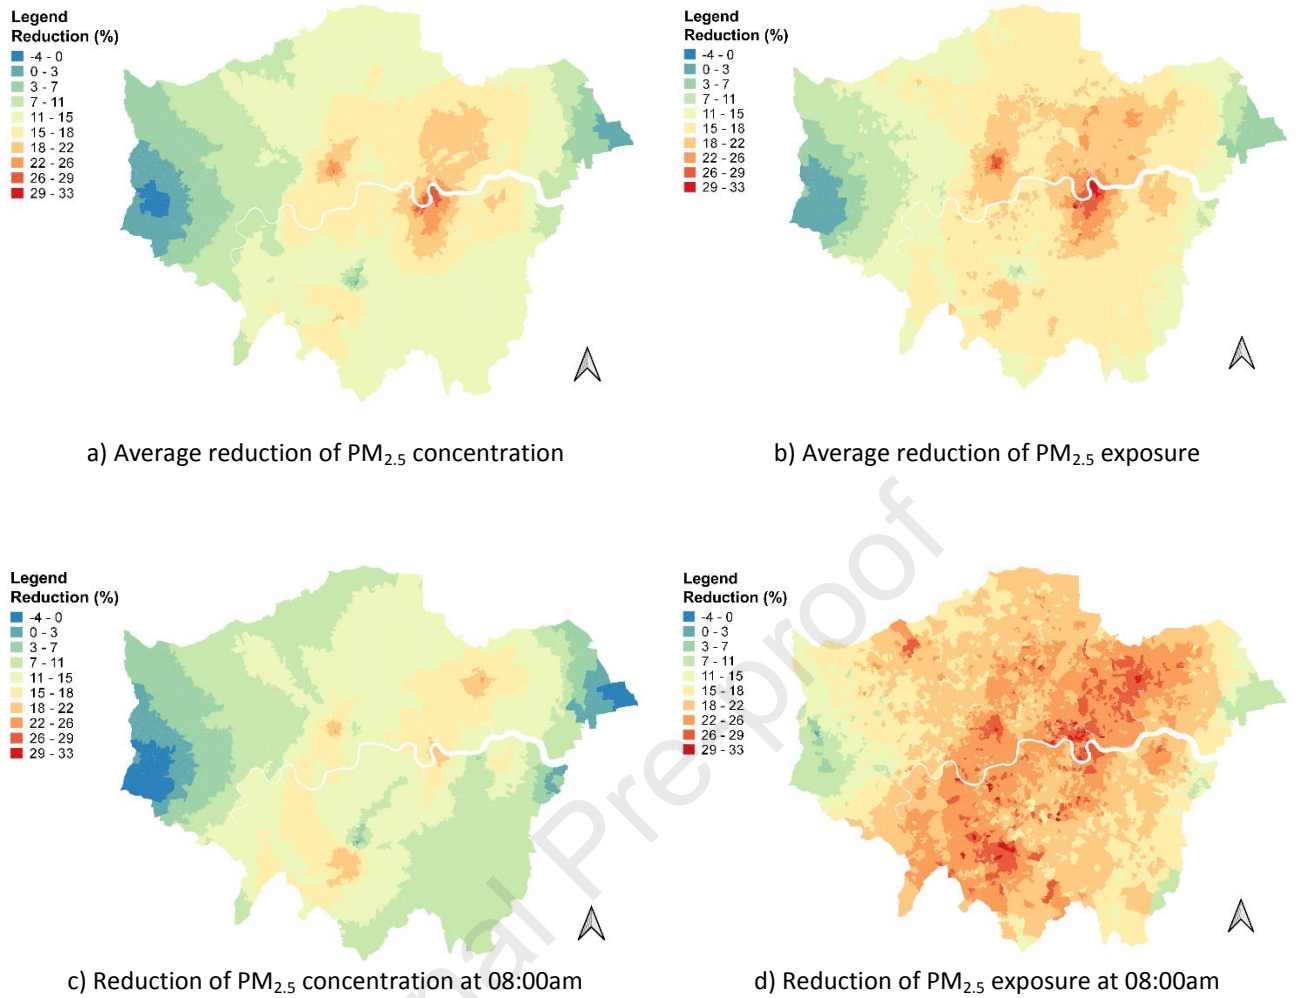 Legend
Reduction (%)
-4 - 0
0 - 3
3 - 7
7 - 11
11 - 15
15 - 18
18 - 22
22 - 26
26 - 29
29 - 33
a) Average reduction of PM2.5 concentration
Legend
Reduction (%)
-4 - 0
0 - 3
3 - 7
7 - 11
11 - 15
15 - 18
18 - 22
22 - 26
26 - 29
29 - 33
b) Average reduction of PM2.5 exposure
Legend
Reduction (%)
-4 - 0
0 - 3
3 - 7
7 - 11
11 - 15
15 - 18
18 - 22
22 - 26
26 - 29
29 - 33
c) Reduction of PM2.5 concentration at 08:00am
Legend
Reduction (%)
-4 - 0
0 - 3
3 - 7
7 - 11
11 - 15
15 - 18
18 - 22
22 - 26
26 - 29
29 - 33
d) Reduction of PM2.5 exposure at 08:00am
nal Pre-proof